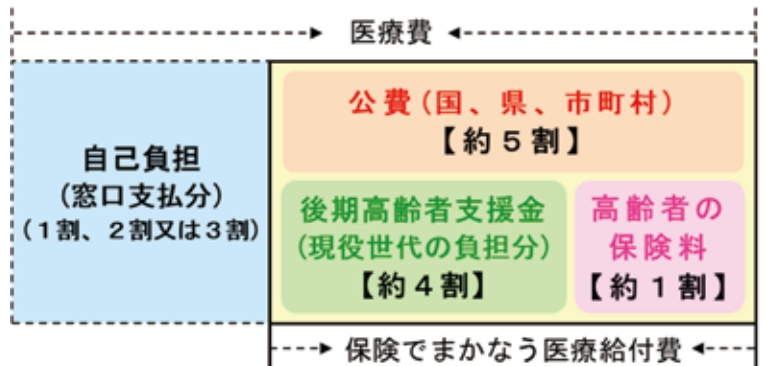 医療費
自己負担
(窓口支払分)
(1割、2割又は3割)
公費(国、県、市町村)
【約5割】
後期高齢者支援金
(現役世代の負担分)
【約4割】
高齢者の
保険料
【約1割】
保険でまかなう医療給付費